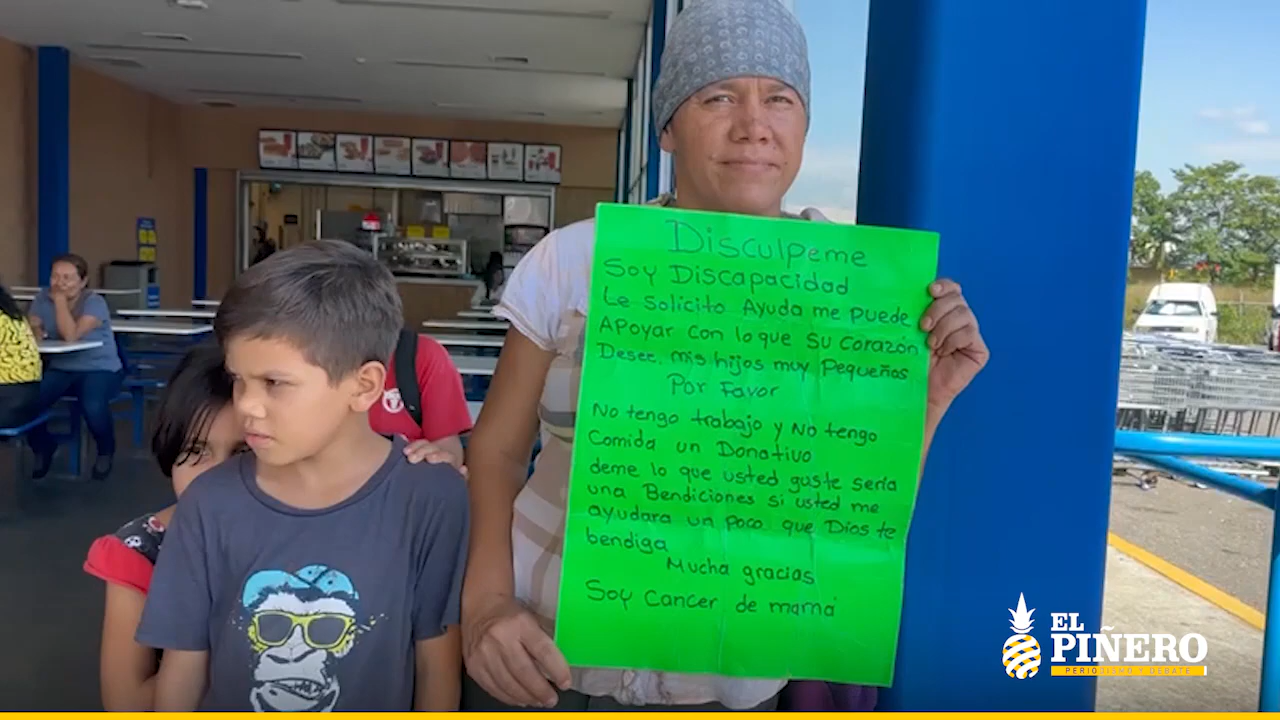 Disculpeme
Soy Discapacidad
Le Solicito Ayuda me puede
APoyar Con lo que Su Corazón
Desee. mis hijos muy Pequeños
Por Favor
No tengo trabajo y No tengo
Comida un Donativo
deme lo que usted guste seria
una Bendiciones si usted me
ayudara un Poco que Dios te
bendiga
Mucha gracias
Soy Cancer de mamá
EL
PIÑERO
PERIODISMO Y DEBATE